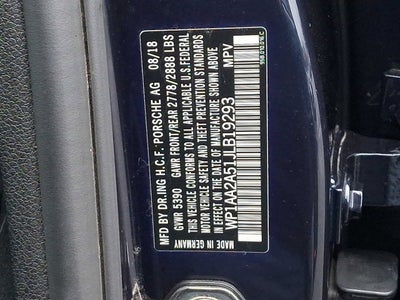 MFD BY DR.ING H.C.F. PORSCHE AG 08/18
GVWR 5390 GAWR FRONT/REAR 2778/2888 LBS
THIS VEHICLE CONFORMS TO ALL APPLICABLE U.S.FEDERAL
MOTOR VEHICLE SAFETY AND THEFT PREVENTION STANDARDS
IN EFFECT ON THE DATE OF MANUFACTURE SHOWN ABOVE
WP1AA2A51JLB19293 MPV
MADE IN GERMANY